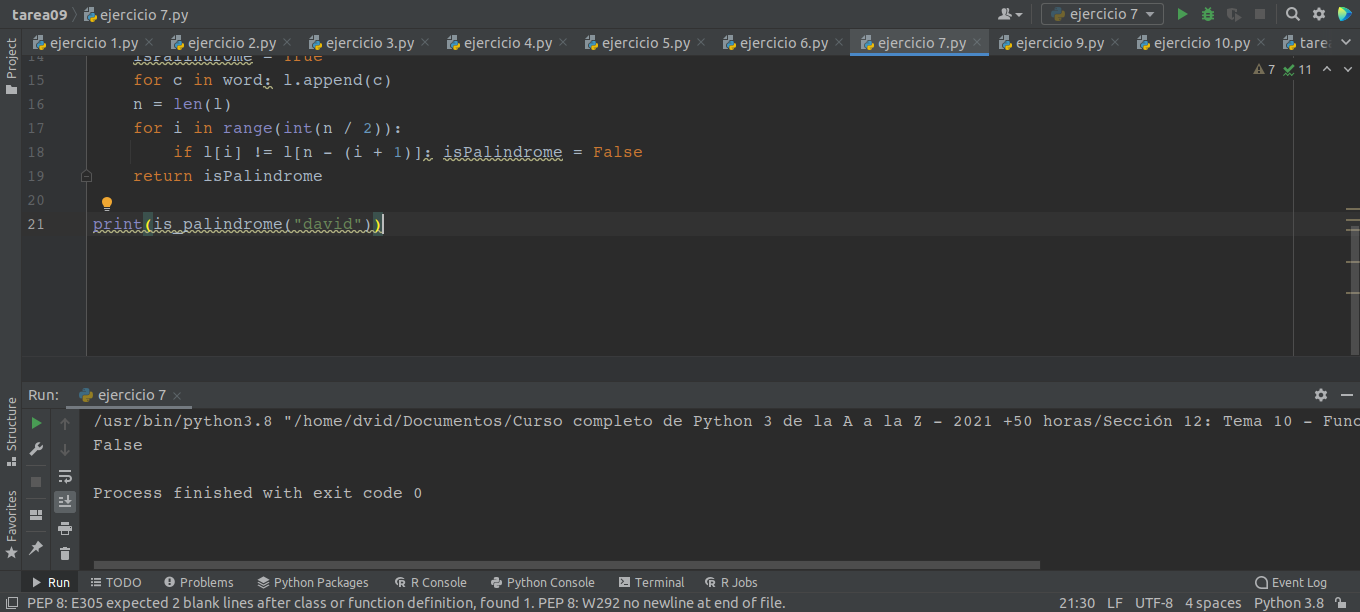 tarea09 ejercicio 7.py ejercicio 7
ejercicio 1.py ejercicio 2.py ejercicio 3.py ejercicio 4.py ejercicio 5.py ejercicio 6.py ejercicio 7.py ejercicio 9.py ejercicio 10.py tare
Project
7 11
14 isPalindrome = True
15 for c in word: l.append(c)
16 n = len(l)
17 for i in range(int(n / 2)):
18 if l[i] != l[n - (i + 1)]: isPalindrome = False
19 return isPalindrome
20
21 print(is_palindrome("david"))
Run: ejercicio 7
Structure
Favorites
/usr/bin/python3.8 "/home/dvid/Documentos/Curso completo de Python 3 de la A a la Z - 2021 +50 horas/Sección 12: Tema 10 - Func
False
Process finished with exit code 0
Run TODO Problems Python Packages R Console Python Console Terminal R Jobs Event Log
PEP 8: E305 expected 2 blank lines after class or function definition, found 1. PEP 8: W292 no newline at end of file. 21:30 LF UTF-8 4 spaces Python 3.8